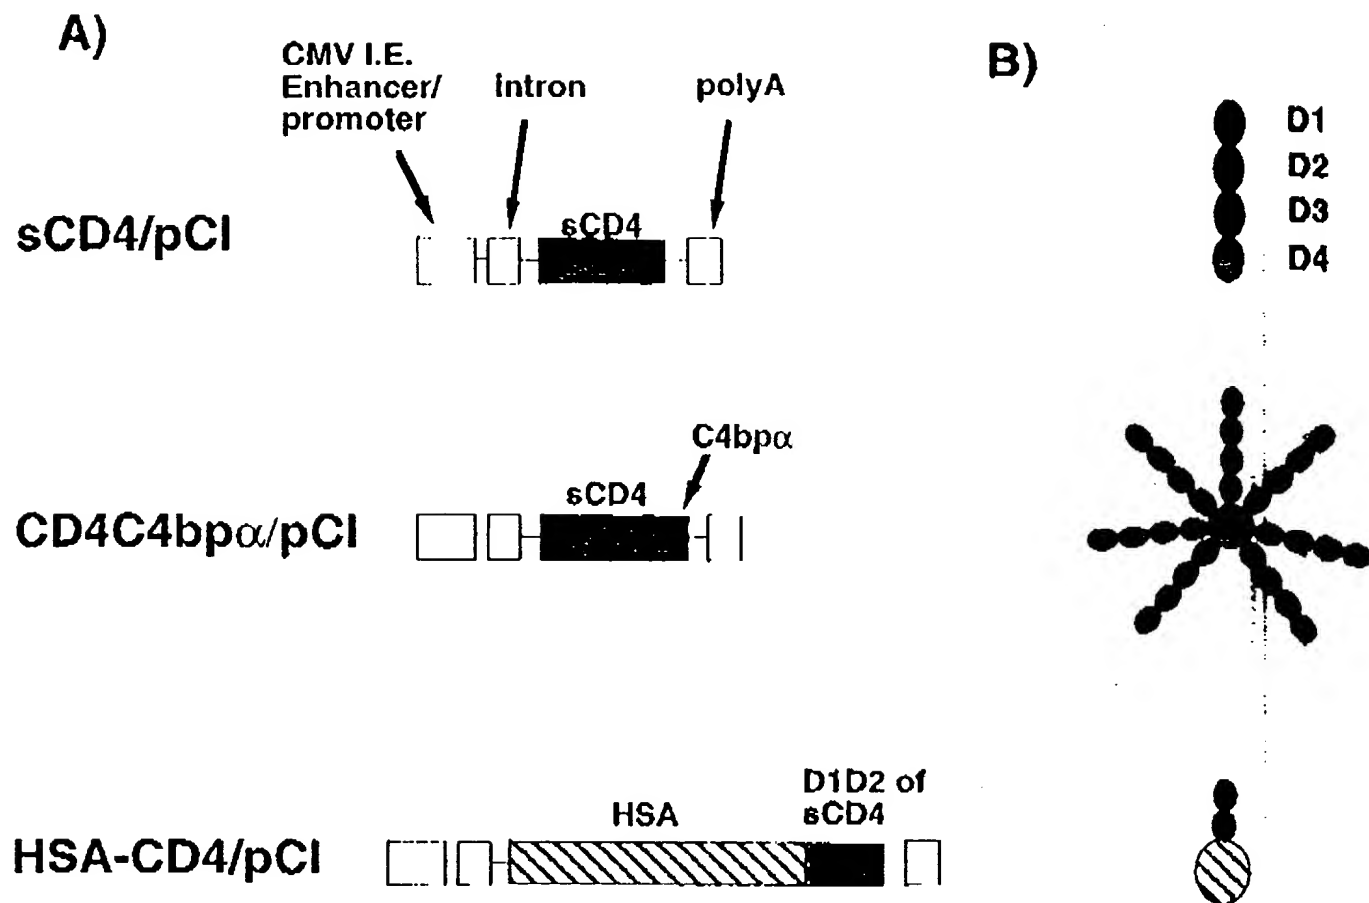 A)
CMV I.E.
Enhancer/
promoter
Intron
polyA
sCD4/pCI
sCD4
C4bpα
sCD4
CD4C4bpα/pCI
HSA
D1D2 of
sCD4
HSA-CD4/pCI
B)
D1
D2
D3
D4